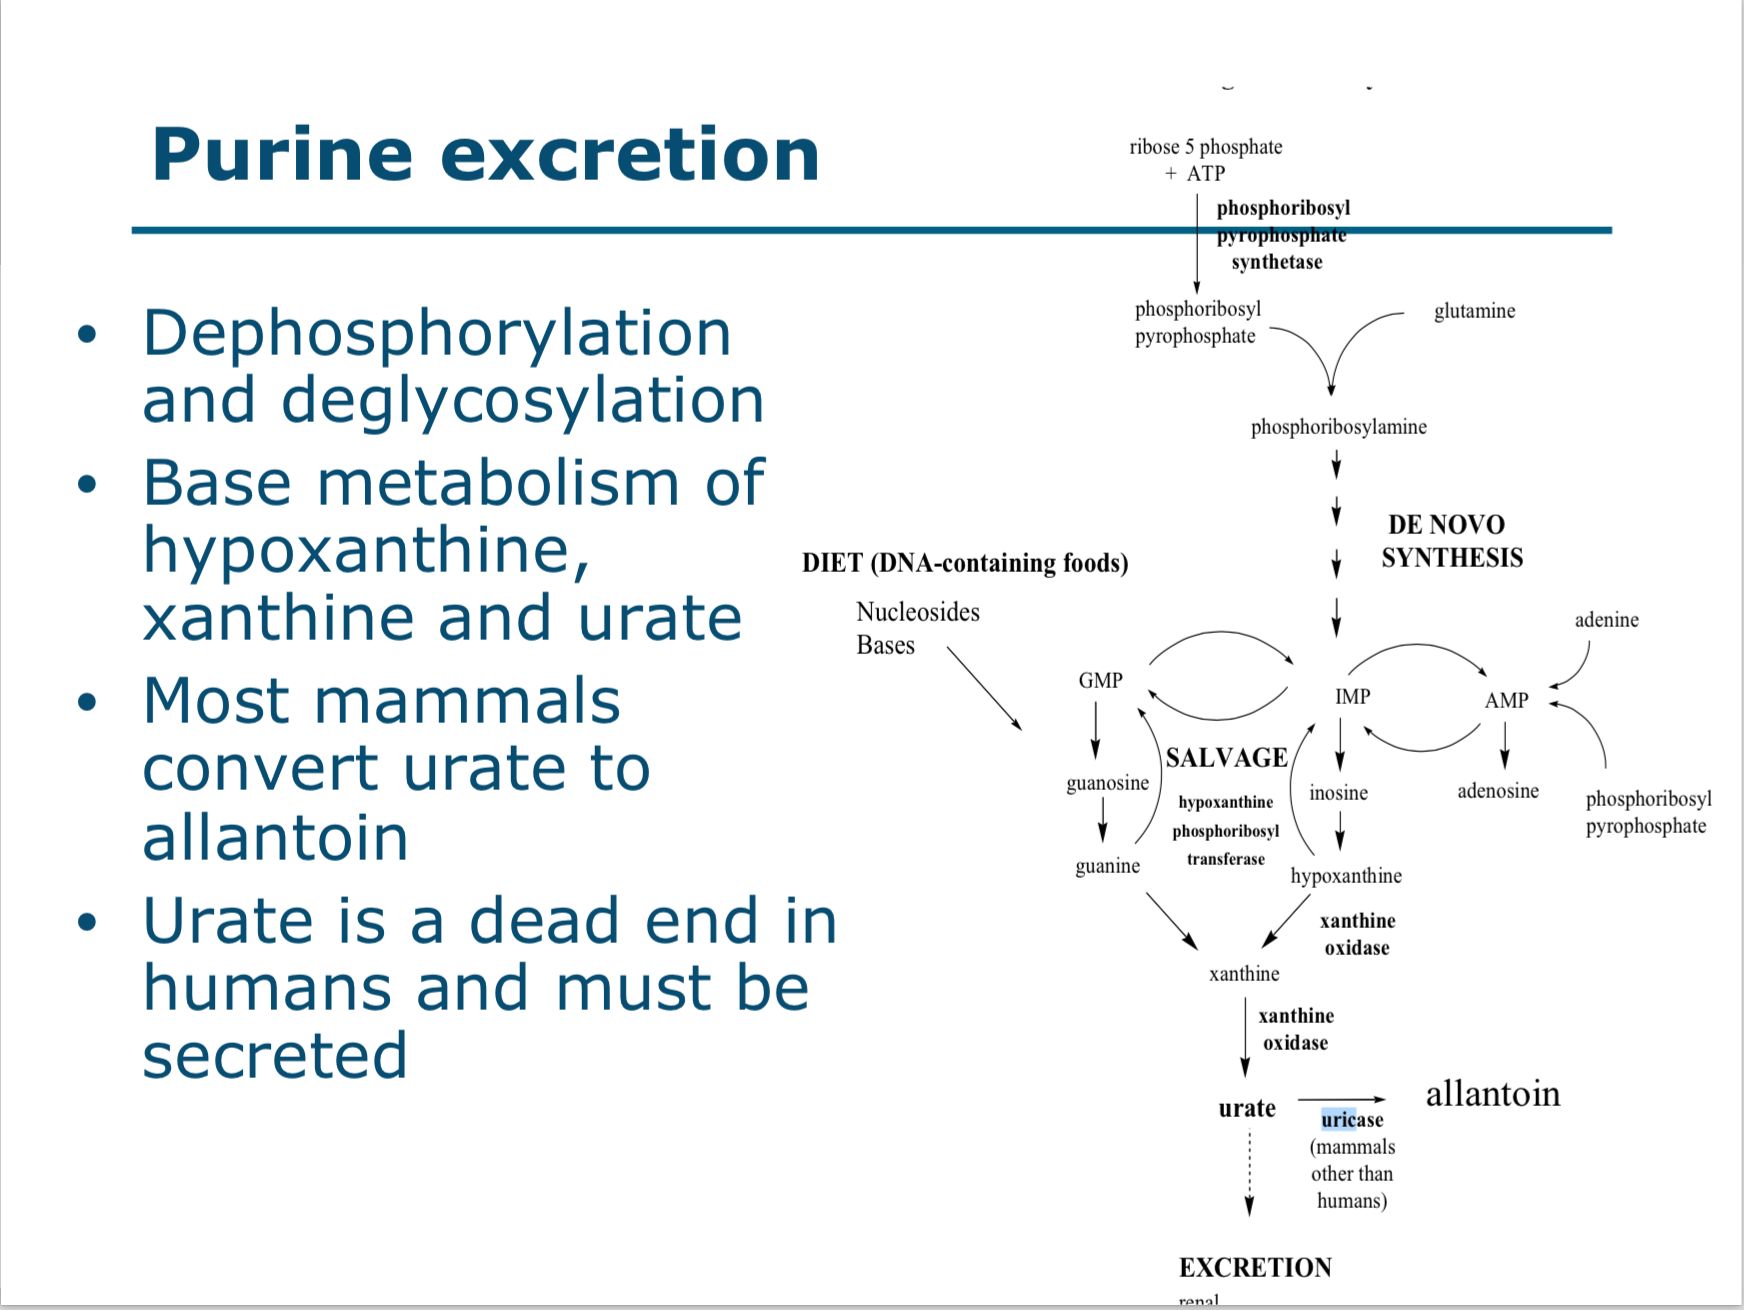 Purine excretion
• Dephosphorylation
and deglycosylation
• Base metabolism of
hypoxanthine,
xanthine and urate
• Most mammals
convert urate to
allantoin
• Urate is a dead end in
humans and must be
secreted
ribose 5 phosphate
+ ATP
phosphoribosyl
pyrophosphate
synthetase
phosphoribosyl
pyrophosphate
glutamine
phosphoribosylamine
DE NOVO
SYNTHESIS
DIET (DNA-containing foods)
Nucleosides
Bases
adenine
GMP
IMP
AMP
SALVAGE
hypoxanthine
phosphoribosyl
transferase
guanosine
inosine
adenosine
phosphoribosyl
pyrophosphate
guanine
hypoxanthine
xanthine
oxidase
xanthine
xanthine
oxidase
urate
uricase
(mammals
other than
humans)
allantoin
EXCRETION
renal